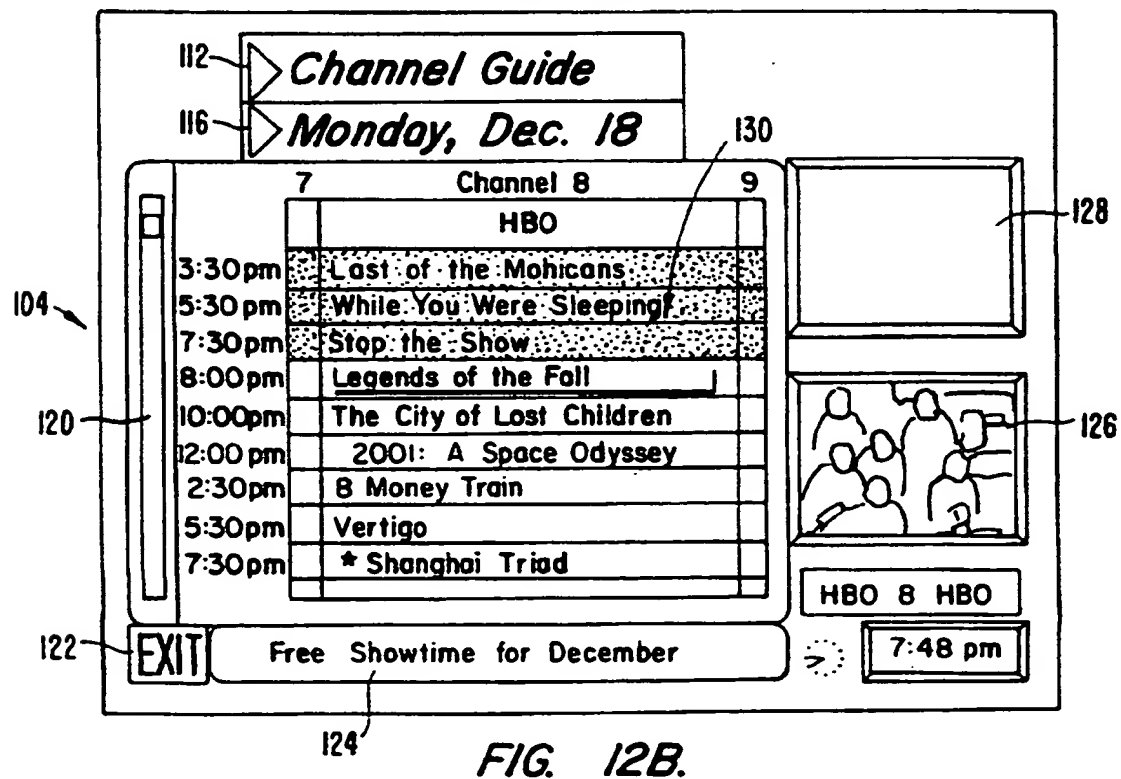 112 Channel Guide
116 Monday, Dec. 18
130
7 Channel 8 9
HBO
3:30pm Last of the Mohicans
5:30pm While You Were Sleeping
7:30pm Stop the Show
8:00pm Legends of the Fall
10:00pm The City of Lost Children
12:00 pm 2001: A Space Odyssey
2:30pm 8 Money Train
5:30pm Vertigo
7:30pm * Shanghai Triad
104
120
128
126
HBO 8 HBO
122 EXIT
Free Showtime for December
7:48 pm
124
FIG. 12B.